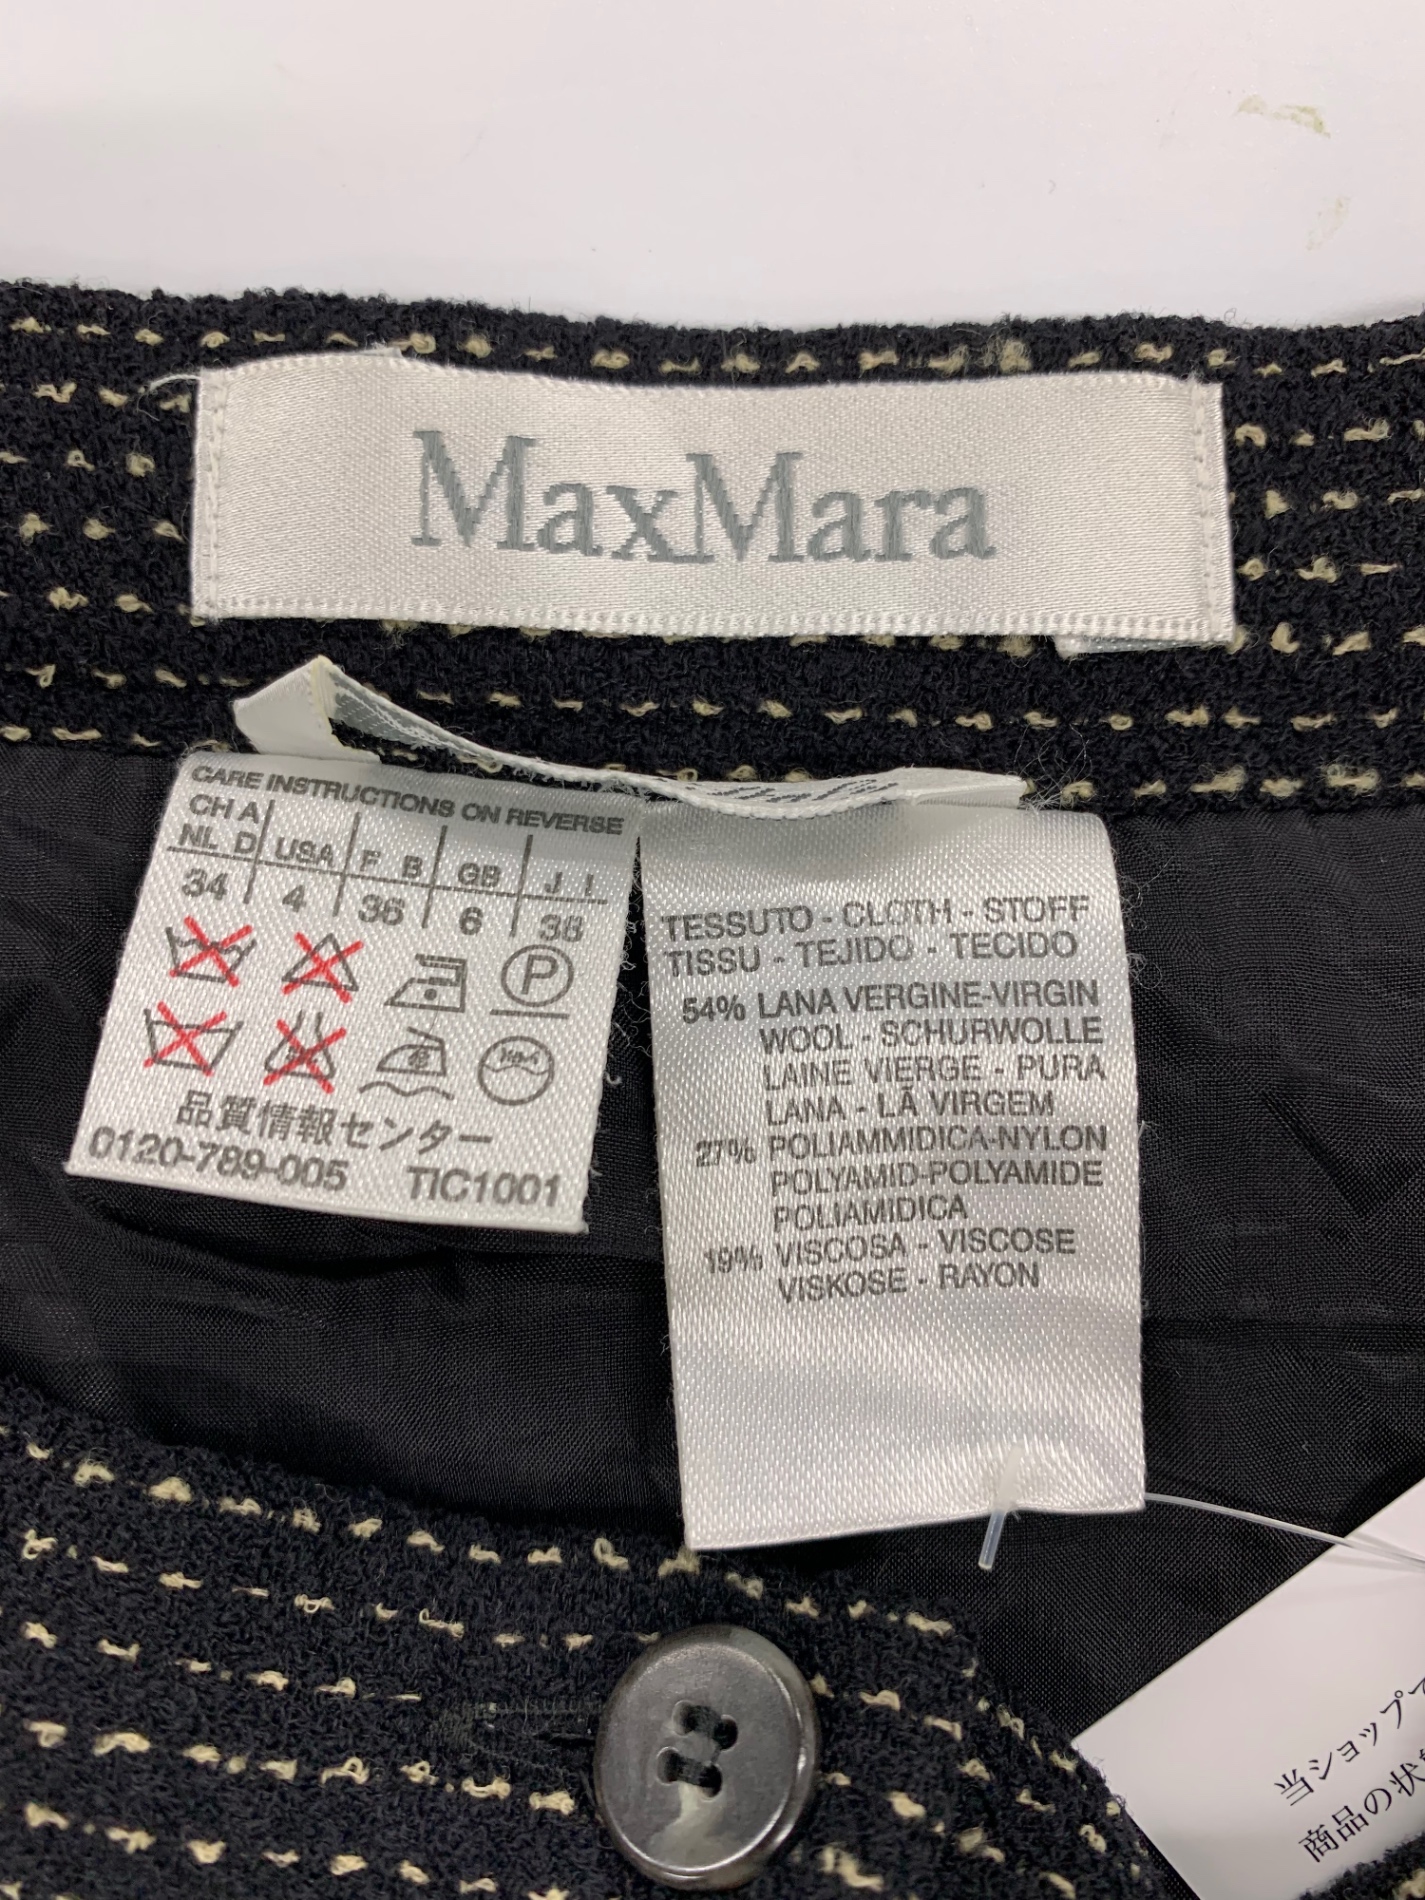 MaxMara
CARE INSTRUCTIONS ON REVERSE
CH A
NL D USA F B GB J I
34 4 36 6 38
P
品質情報センター
0120-789-005 TIC1001
TESSUTO - CLOTH - STOFF
TISSU - TEJIDO - TECIDO
54% LANA VERGINE-VIRGIN
WOOL - SCHURWOLLE
LAINE VIERGE - PURA
LANA - LÃ VIRGEM
27% POLIAMMIDICA-NYLON
POLYAMID-POLYAMIDE
POLIAMIDICA
19% VISCOSA - VISCOSE
VISKOSE - RAYON
当ショップで
商品の状